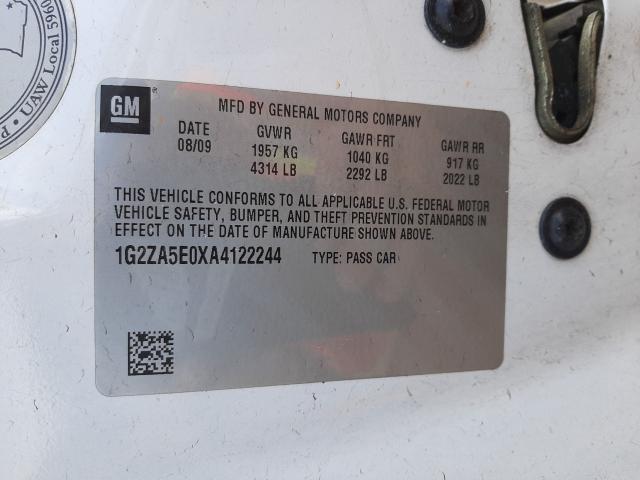 UAW Local 5960
GM
MFD BY GENERAL MOTORS COMPANY
DATE GVWR GAWR FRT GAWR RR
08/09 1957 KG 1040 KG 917 KG
4314 LB 2292 LB 2022 LB
THIS VEHICLE CONFORMS TO ALL APPLICABLE U.S. FEDERAL MOTOR
VEHICLE SAFETY, BUMPER, AND THEFT PREVENTION STANDARDS IN
EFFECT ON THE DATE OF MANUFACTURE SHOWN ABOVE.
1G2ZA5E0XA4122244 TYPE: PASS CAR